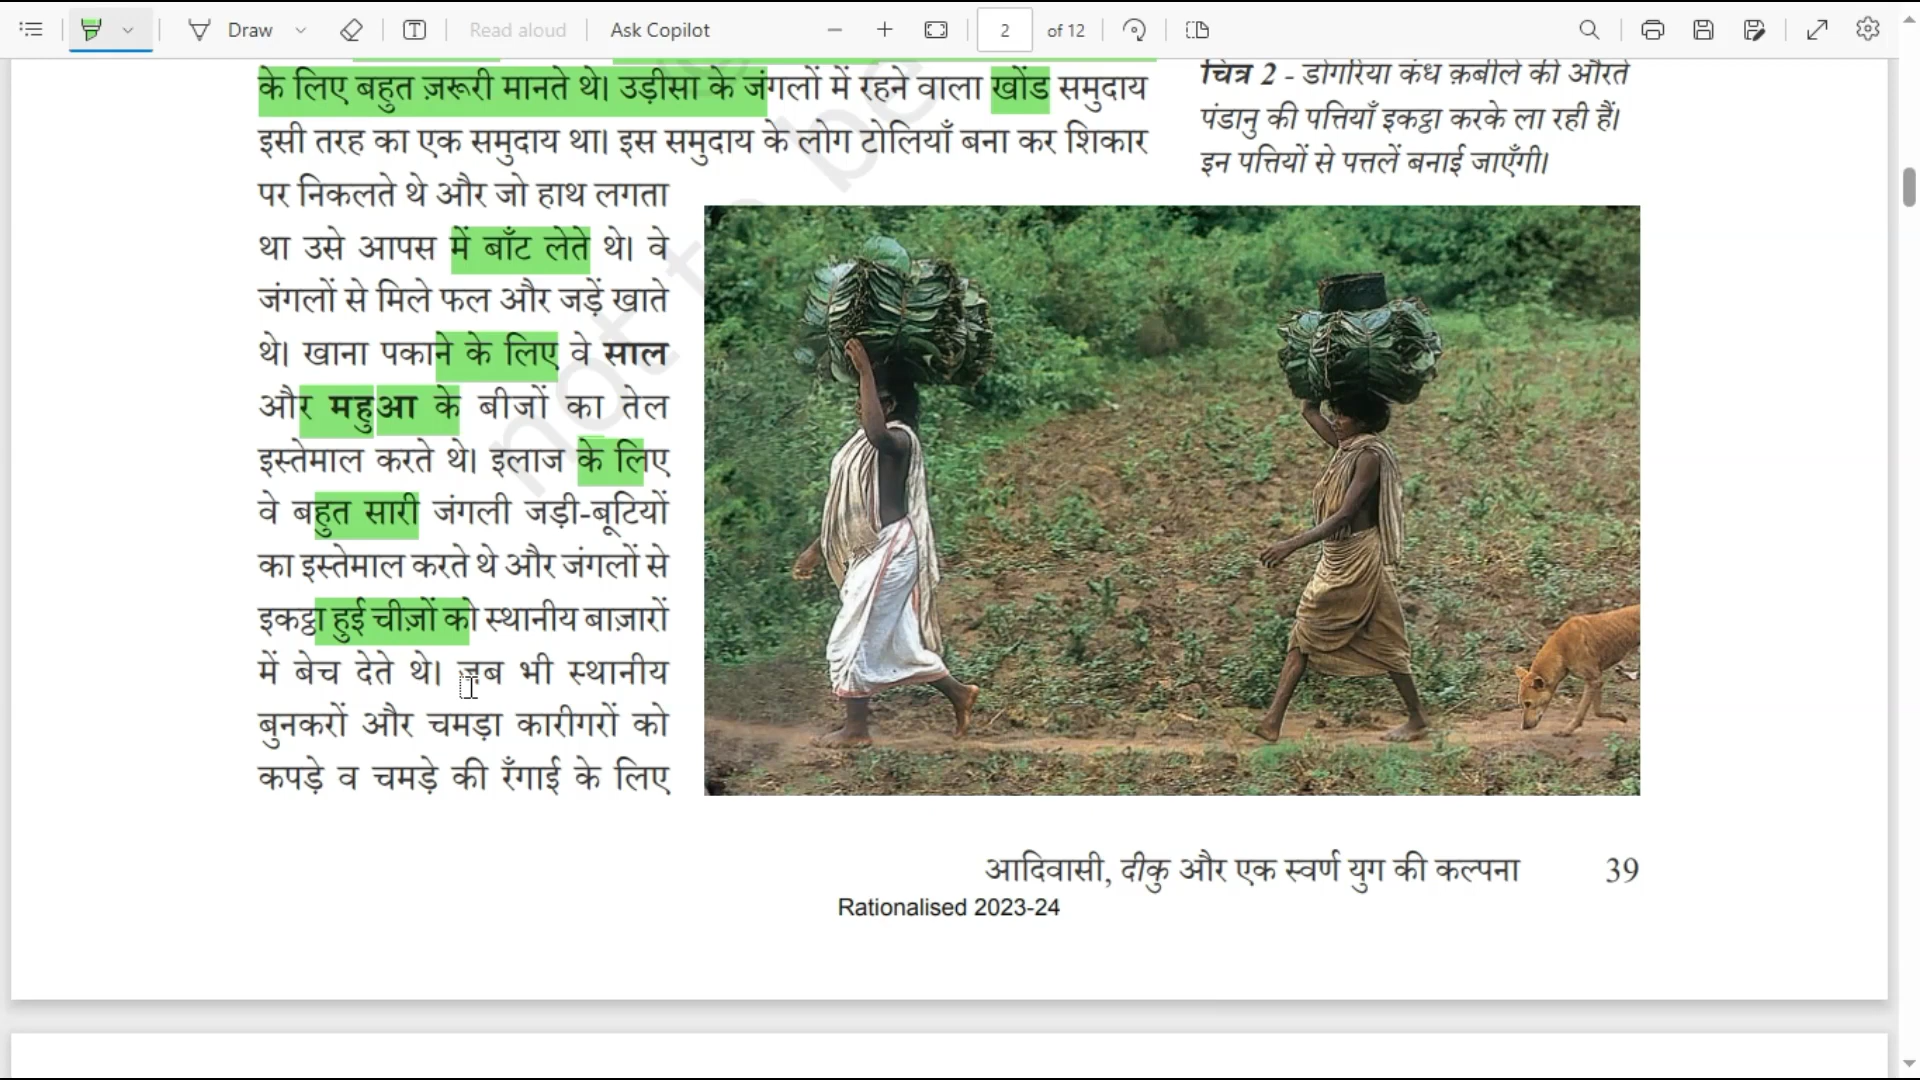 Draw
Read aloud
Ask Copilot
2
of 12
के लिए बहुत ज़रूरी मानते थे। उड़ीसा के जंगलों में रहने वाला खोंड समुदाय
इसी तरह का एक समुदाय था। इस समुदाय के लोग टोलियाँ बना कर शिकार
पर निकलते थे और जो हाथ लगता
था उसे आपस में बाँट लेते थे। वे
जंगलों से मिले फल और जड़ें खाते
थे। खाना पकाने के लिए वे साल
और महुआ के बीजों का तेल
इस्तेमाल करते थे। इलाज के लिए
वे बहुत सारी जंगली जड़ी-बूटियों
का इस्तेमाल करते थे और जंगलों से
इकट्ठा हुई चीज़ों को स्थानीय बाज़ारों
में बेच देते थे। जब भी स्थानीय
बुनकरों और चमड़ा कारीगरों को
कपड़े व चमड़े की रँगाई के लिए
चित्र 2 - डोंगरिया कंध क़बीले की औरतें
पंडानु की पत्तियाँ इकट्ठा करके ला रही हैं।
इन पत्तियों से पत्तलें बनाई जाएँगी।
not to be
आदिवासी, दीकु और एक स्वर्ण युग की कल्पना 39
Rationalised 2023-24